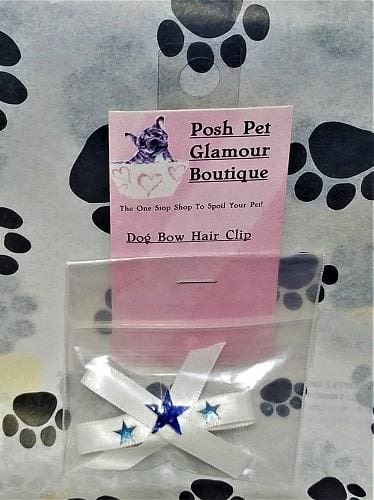 Posh Pet
Glamour
Boutique
The One Stop Shop To Spoil Your Pet!
Dog Bow Hair Clip